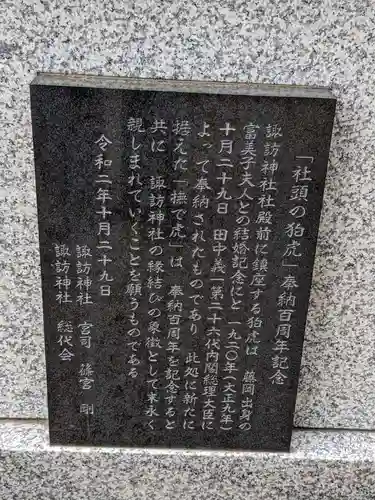 「社頭の狛虎」奉納百周年記念
諏訪神社社殿前に鎮座する狛虎は 藤岡出身の
富美子夫人との結婚記念にと 一九二〇年(大正九年)
十月二十九日 田中義一第二十六代内閣総理大臣に
よって奉納されたものであり 此処に新たに
据えた「撫で虎」は、奉納百周年を記念すると
共に 諏訪神社の縁結びの象徴として末永く
親しまれていくことを願うものである
令和二年十月二十九日
諏訪神社 宮司 篠宮 剛
諏訪神社 総代会